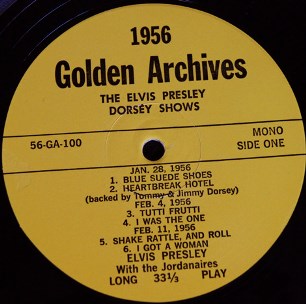 1956
Golden Archives
THE ELVIS PRESLEY
DORSEY SHOWS
56-GA-100
MONO
SIDE ONE
JAN. 28, 1956
1. BLUE SUEDE SHOES
2. HEARTBREAK HOTEL
(backed by Tommy & Jimmy Dorsey)
FEB. 4, 1956
3. TUTTI FRUTTI
4. I WAS THE ONE
FEB. 11, 1956
5. SHAKE RATTLE, AND ROLL
6. I GOT A WOMAN
ELVIS PRESLEY
With the Jordanaires
LONG 33⅓ PLAY